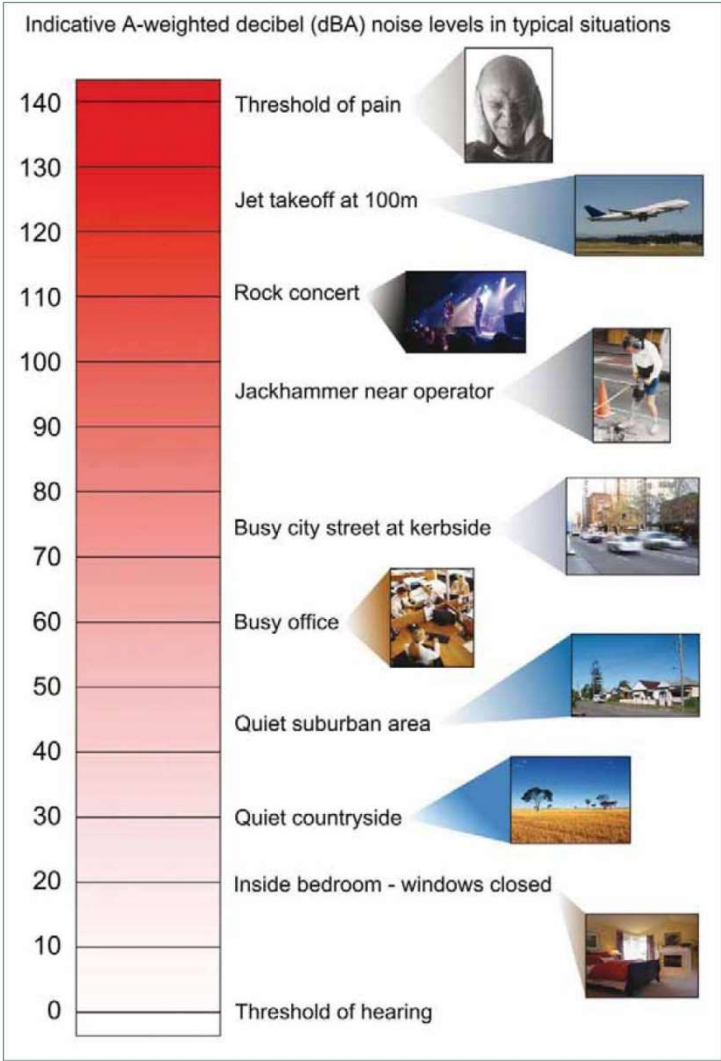 Indicative A-weighted decibel (dBA) noise levels in typical situations
140
Threshold of pain
130
Jet takeoff at 100m
120
110
Rock concert
100
Jackhammer near operator
90
80
Busy city street at kerbside
70
60
Busy office
50
Quiet suburban area
40
30
Quiet countryside
20
Inside bedroom - windows closed
10
0
Threshold of hearing